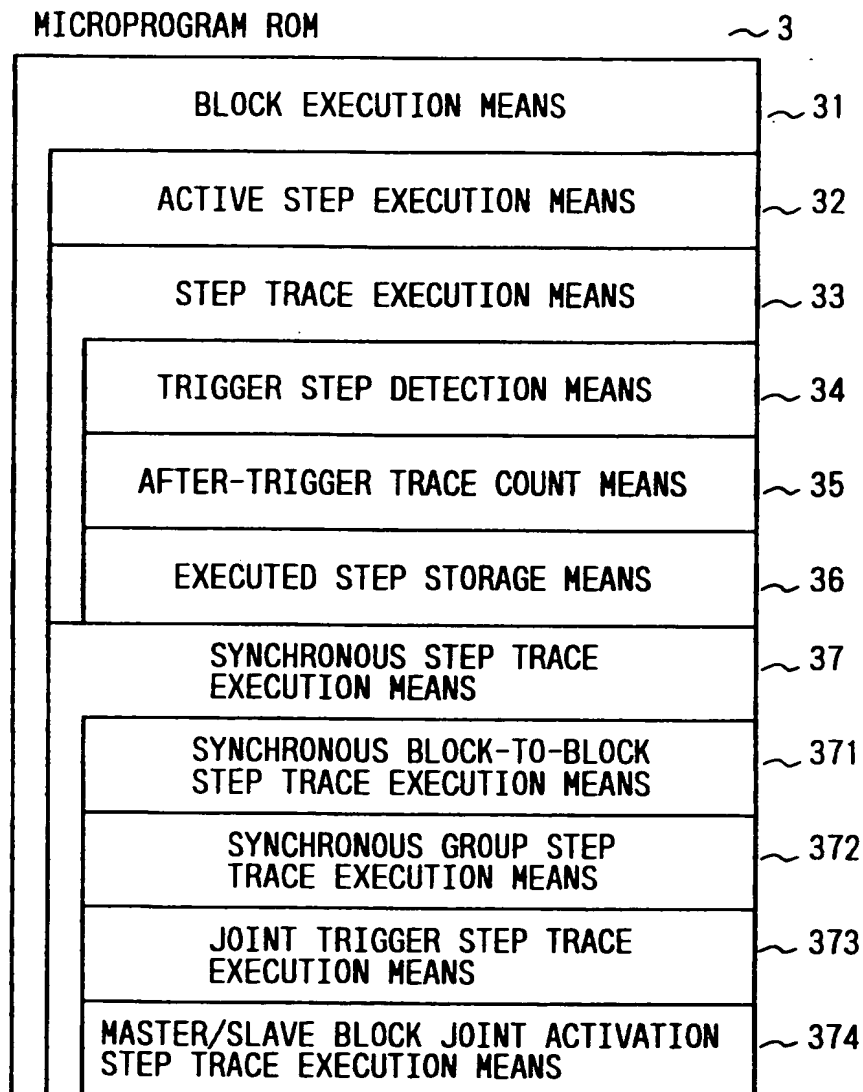 MICROPROGRAM ROM 3
BLOCK EXECUTION MEANS 31
ACTIVE STEP EXECUTION MEANS 32
STEP TRACE EXECUTION MEANS 33
TRIGGER STEP DETECTION MEANS 34
AFTER-TRIGGER TRACE COUNT MEANS 35
EXECUTED STEP STORAGE MEANS 36
SYNCHRONOUS STEP TRACE 37
EXECUTION MEANS
SYNCHRONOUS BLOCK-TO-BLOCK 371
STEP TRACE EXECUTION MEANS
SYNCHRONOUS GROUP STEP 372
TRACE EXECUTION MEANS
JOINT TRIGGER STEP TRACE 373
EXECUTION MEANS
MASTER/SLAVE BLOCK JOINT ACTIVATION 374
STEP TRACE EXECUTION MEANS